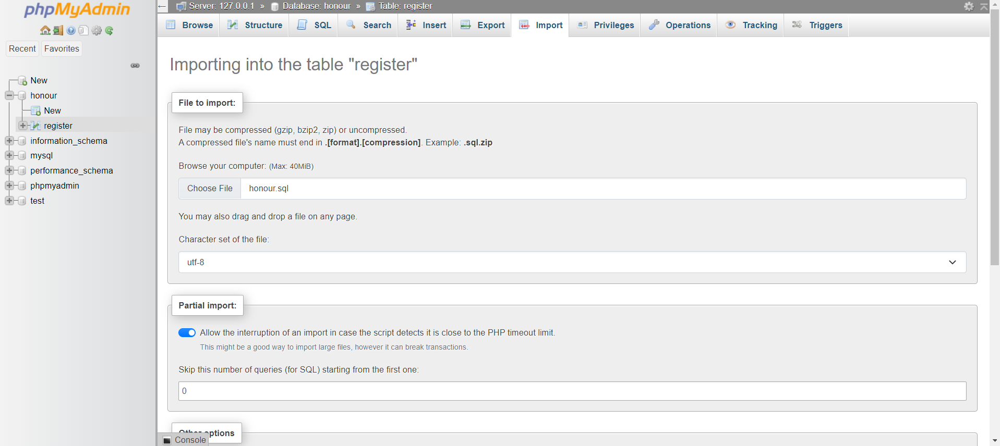 phpMyAdmin
Recent
Favorites
New
honour
New
register
information_schema
mysql
performance_schema
phpmyadmin
test
← Server: 127.0.0.1 » Database: honour » Table: register
Browse Structure SQL Search Insert Export Import Privileges Operations Tracking Triggers
Importing into the table "register"
File to import:
File may be compressed (gzip, bzip2, zip) or uncompressed.
A compressed file's name must end in .[format].[compression]. Example: .sql.zip
Browse your computer: (Max: 40MiB)
Choose File honour.sql
You may also drag and drop a file on any page.
Character set of the file:
utf-8
Partial import:
Allow the interruption of an import in case the script detects it is close to the PHP timeout limit.
This might be a good way to import large files, however it can break transactions.
Skip this number of queries (for SQL) starting from the first one:
0
Other options
Console